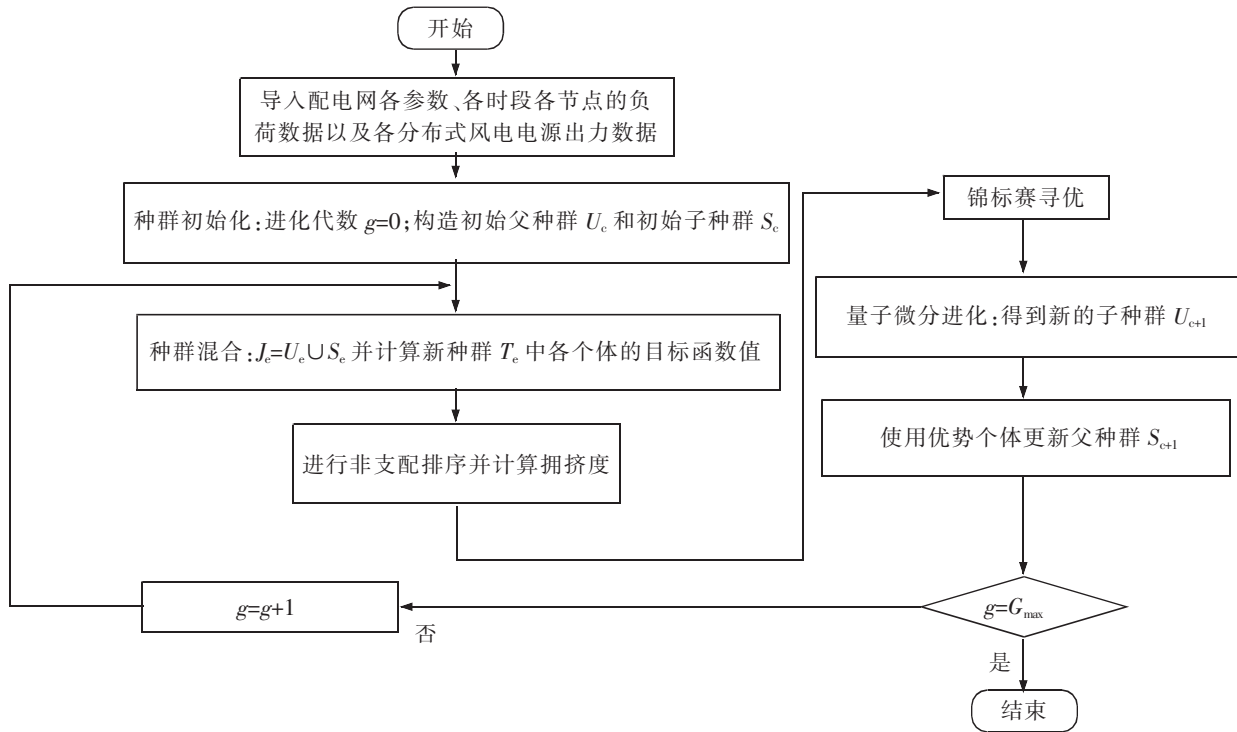 开始
导入配电网各参数、各时段各节点的负
荷数据以及各分布式风电电源出力数据
种群初始化:进化代数 g=0;构造初始父种群 Uc 和初始子种群 Sc
种群混合:Je=Ue∪Se 并计算新种群 Te 中各个体的目标函数值
进行非支配排序并计算拥挤度
锦标赛寻优
量子微分进化:得到新的子种群 Uc+1
使用优势个体更新父种群 Sc+1
g=Gmax
否
g=g+1
是
结束